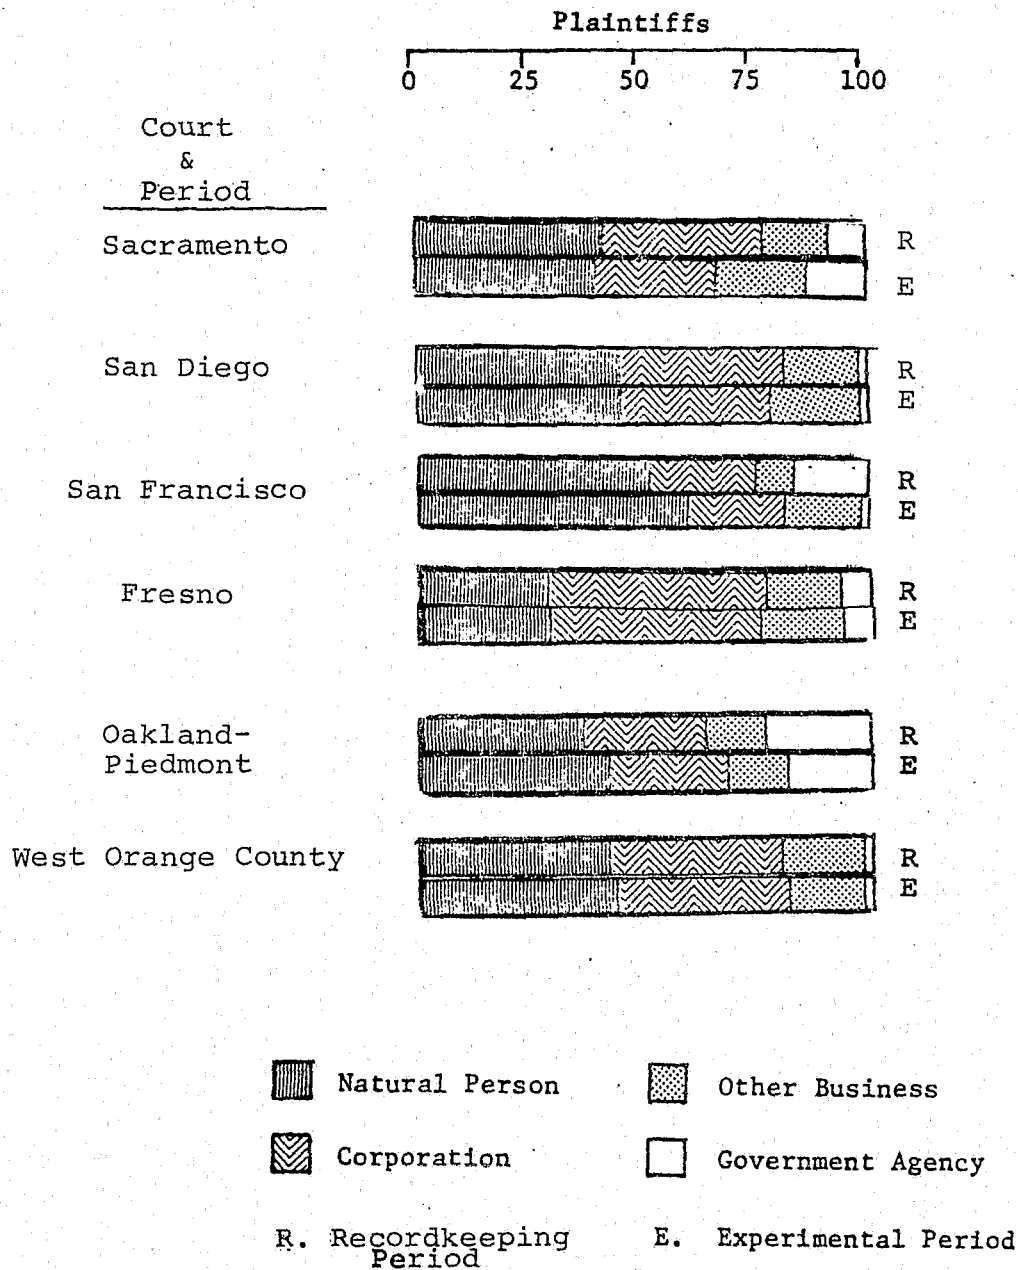 Plaintiffs
0 25 50 75 100
Court
&
Period
Sacramento
R
E
San Diego
R
E
San Francisco
R
E
Fresno
R
E
Oakland-
Piedmont
R
E
West Orange County
R
E
Natural Person
Other Business
Corporation
Government Agency
R. Recordkeeping
Period
E. Experimental Period